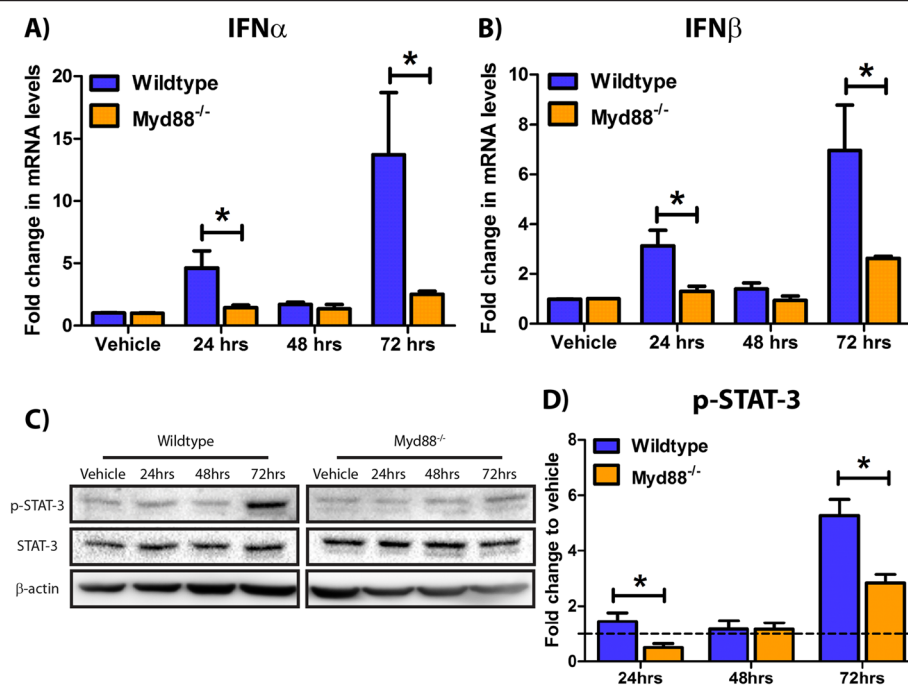 A)
IFNα
Fold change in mRNA levels
20
15
10
5
0
Wildtype
Myd88-/-
*
*
Vehicle 24 hrs 48 hrs 72 hrs
B)
IFNβ
Fold change in mRNA levels
10
8
6
4
2
0
Wildtype
Myd88-/-
*
*
Vehicle 24 hrs 48 hrs 72 hrs
C)
Wildtype Myd88-/-
Vehicle 24hrs 48hrs 72hrs Vehicle 24hrs 48hrs 72hrs
p-STAT-3
STAT-3
β-actin
D)
p-STAT-3
Fold change to vehicle
8
6
4
2
0
Wildtype
Myd88-/-
*
*
24hrs 48hrs 72hrs